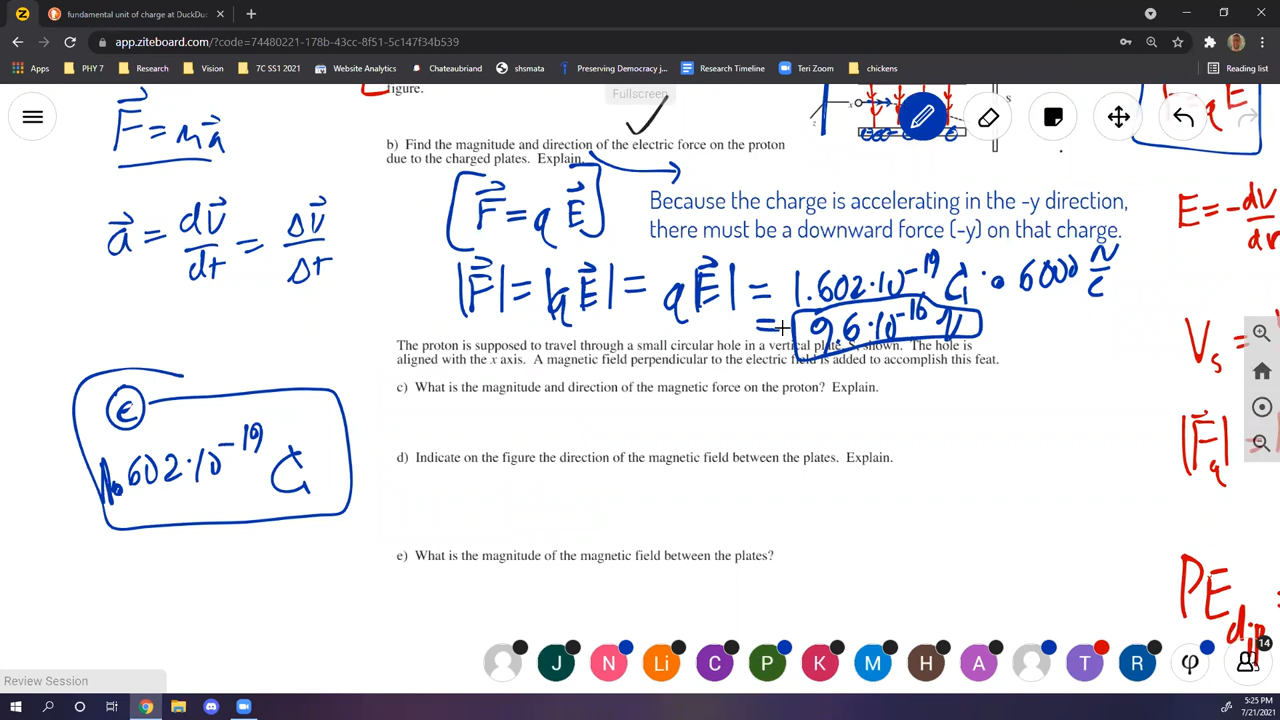 fundamental unit of charge at DuckDuc
app.ziteboard.com/?code=74480221-178b-43cc-8f51-5c147f34b539
Apps PHY 7 Research Vision 7C SS1 2021 Website Analytics Chateaubriand shsmata Preserving Democracy j... Research Timeline Teri Zoom chickens Reading list
figure.
Fullscreen
F⃗ = ma⃗
b) Find the magnitude and direction of the electric force on the proton
due to the charged plates. Explain.
[F⃗ = q E⃗]
Because the charge is accelerating in the -y direction,
there must be a downward force (-y) on that charge.
a⃗ = dv⃗/dt = Δv⃗/Δt
|F⃗| = |qE⃗| = q|E⃗| = 1.602·10^-19 C · 6000 N/C
= 9.6·10^-16 N
The proton is supposed to travel through a small circular hole in a vertical plate, S, shown. The hole is
aligned with the x axis. A magnetic field perpendicular to the electric field is added to accomplish this feat.
c) What is the magnitude and direction of the magnetic force on the proton? Explain.
d) Indicate on the figure the direction of the magnetic field between the plates. Explain.
e) What is the magnitude of the magnetic field between the plates?
e
1.602·10^-19 C
q E
E = - dV/dr
V_s =
|F⃗_q|
PE_dip
J N Li C P K M H A T R φ 14
Review Session
5:25 PM
7/21/2021